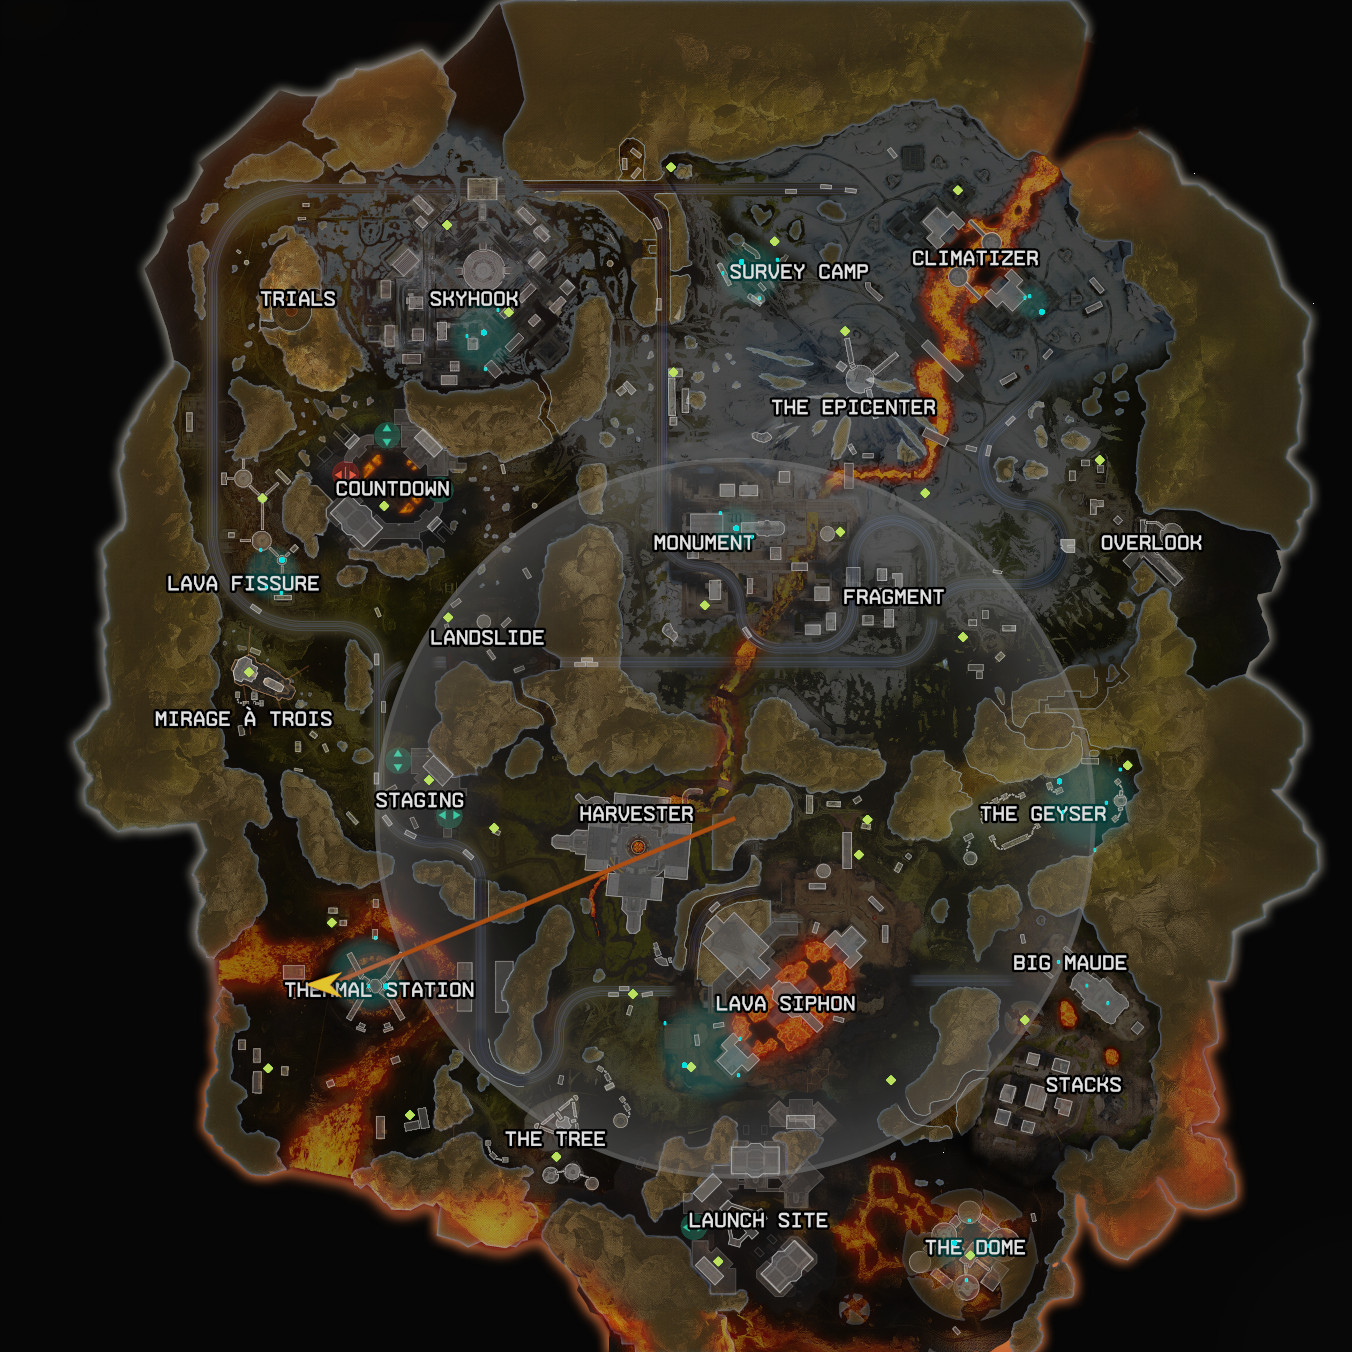 CLIMATIZER
SURVEY CAMP
TRIALS
SKYHOOK
THE EPICENTER
COUNTDOWN
MONUMENT
OVERLOOK
LAVA FISSURE
FRAGMENT
LANDSLIDE
MIRAGE À TROIS
STAGING
HARVESTER
THE GEYSER
BIG MAUDE
THERMAL STATION
LAVA SIPHON
STACKS
THE TREE
LAUNCH SITE
THE DOME